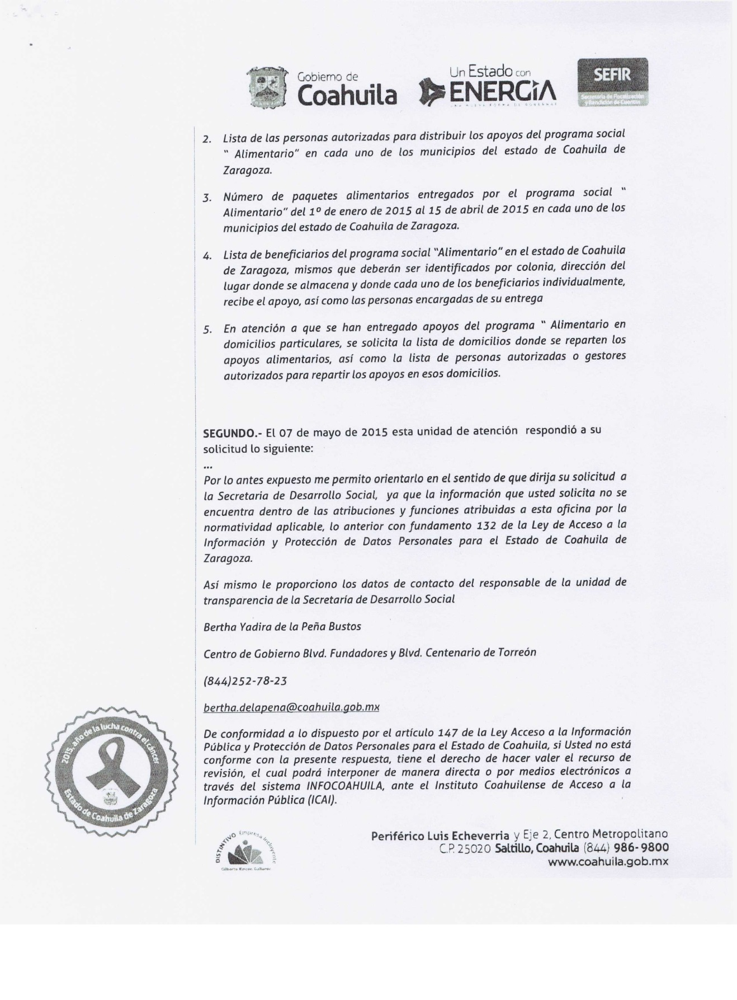 Gobierno de
Coahuila
Un Estado con
ENERGÍA
UNA NUEVA FORMA DE GOBERNAR
SEFIR
Secretaría de Fiscalización
y Rendición de Cuentas
2. Lista de las personas autorizadas para distribuir los apoyos del programa social
" Alimentario" en cada uno de los municipios del estado de Coahuila de
Zaragoza.
3. Número de paquetes alimentarios entregados por el programa social "
Alimentario" del 1º de enero de 2015 al 15 de abril de 2015 en cada uno de los
municipios del estado de Coahuila de Zaragoza.
4. Lista de beneficiarios del programa social "Alimentario" en el estado de Coahuila
de Zaragoza, mismos que deberán ser identificados por colonia, dirección del
lugar donde se almacena y donde cada uno de los beneficiarios individualmente,
recibe el apoyo, así como las personas encargadas de su entrega
5. En atención a que se han entregado apoyos del programa " Alimentario en
domicilios particulares, se solicita la lista de domicilios donde se reparten los
apoyos alimentarios, así como la lista de personas autorizadas o gestores
autorizados para repartir los apoyos en esos domicilios.
SEGUNDO.- El 07 de mayo de 2015 esta unidad de atención respondió a su
solicitud lo siguiente:
...
Por lo antes expuesto me permito orientarlo en el sentido de que dirija su solicitud a
la Secretaria de Desarrollo Social, ya que la información que usted solicita no se
encuentra dentro de las atribuciones y funciones atribuidas a esta oficina por la
normatividad aplicable, lo anterior con fundamento 132 de la Ley de Acceso a la
Información y Protección de Datos Personales para el Estado de Coahuila de
Zaragoza.
Así mismo le proporciono los datos de contacto del responsable de la unidad de
transparencia de la Secretaría de Desarrollo Social
Bertha Yadira de la Peña Bustos
Centro de Gobierno Blvd. Fundadores y Blvd. Centenario de Torreón
(844)252-78-23
bertha.delapena@coahuila.gob.mx
De conformidad a lo dispuesto por el artículo 147 de la Ley Acceso a la Información
Pública y Protección de Datos Personales para el Estado de Coahuila, si Usted no está
conforme con la presente respuesta, tiene el derecho de hacer valer el recurso de
revisión, el cual podrá interponer de manera directa o por medios electrónicos a
través del sistema INFOCOAHUILA, ante el Instituto Coahuilense de Acceso a la
Información Pública (ICAI).
2015, año de la lucha contra el cáncer
Estado de Coahuila de Zaragoza
DISTINTIVO Empresa Incluyente
Gilberto Rincón Gallardo
Periférico Luis Echeverria y Eje 2, Centro Metropolitano
C.P. 25020 Saltillo, Coahuila (844) 986-9800
www.coahuila.gob.mx